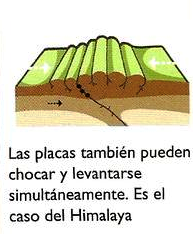 Las placas también pueden
chocar y levantarse
simultáneamente. Es el
caso del Himalaya